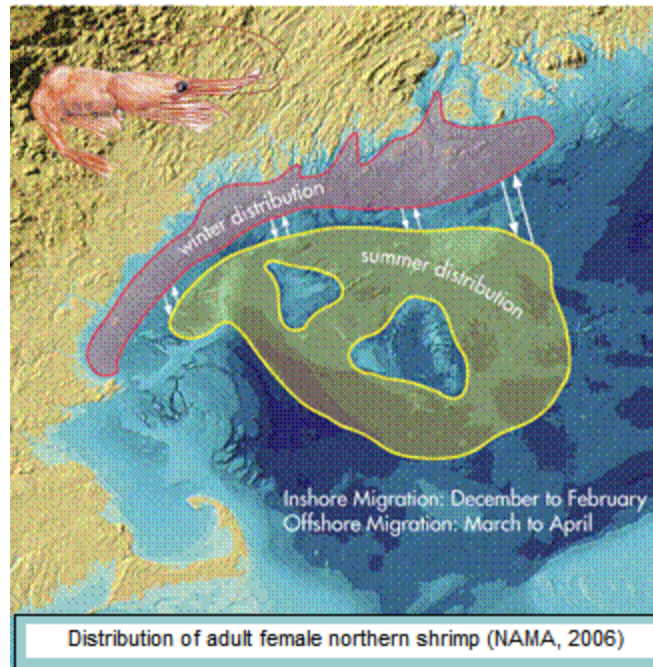 winter distribution
summer distribution
Inshore Migration: December to February
Offshore Migration: March to April
Distribution of adult female northern shrimp (NAMA, 2006)